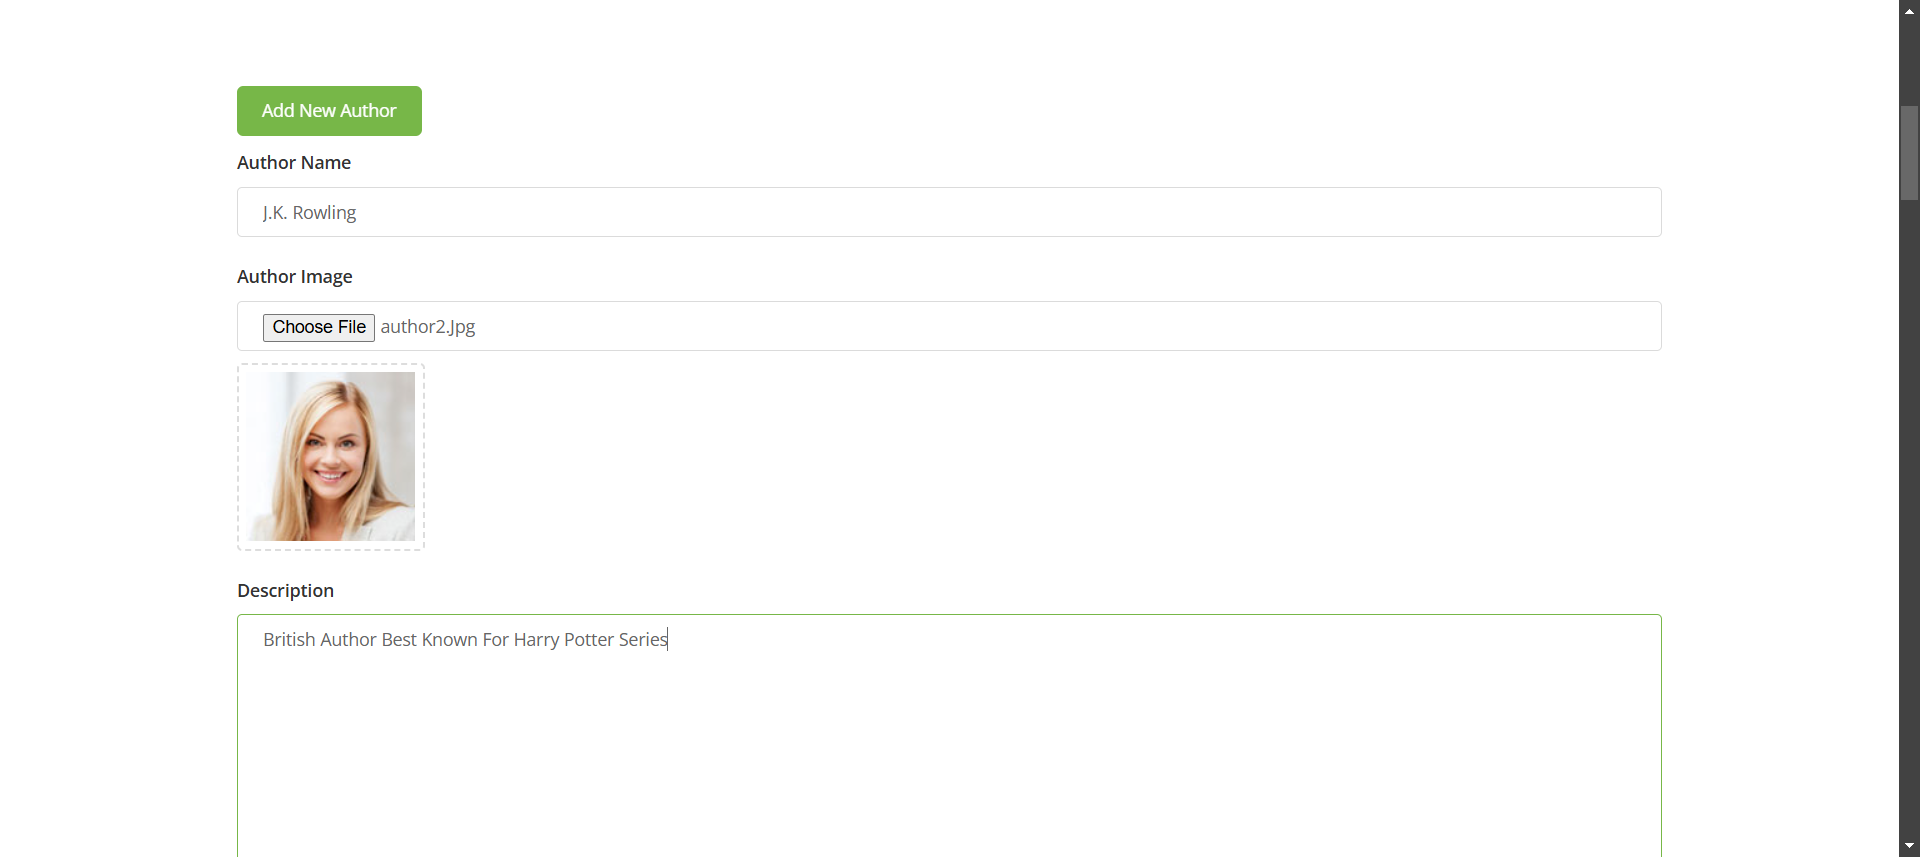 Add New Author
Author Name
J.K. Rowling
Author Image
Choose File author2.Jpg
Description
British Author Best Known For Harry Potter Series